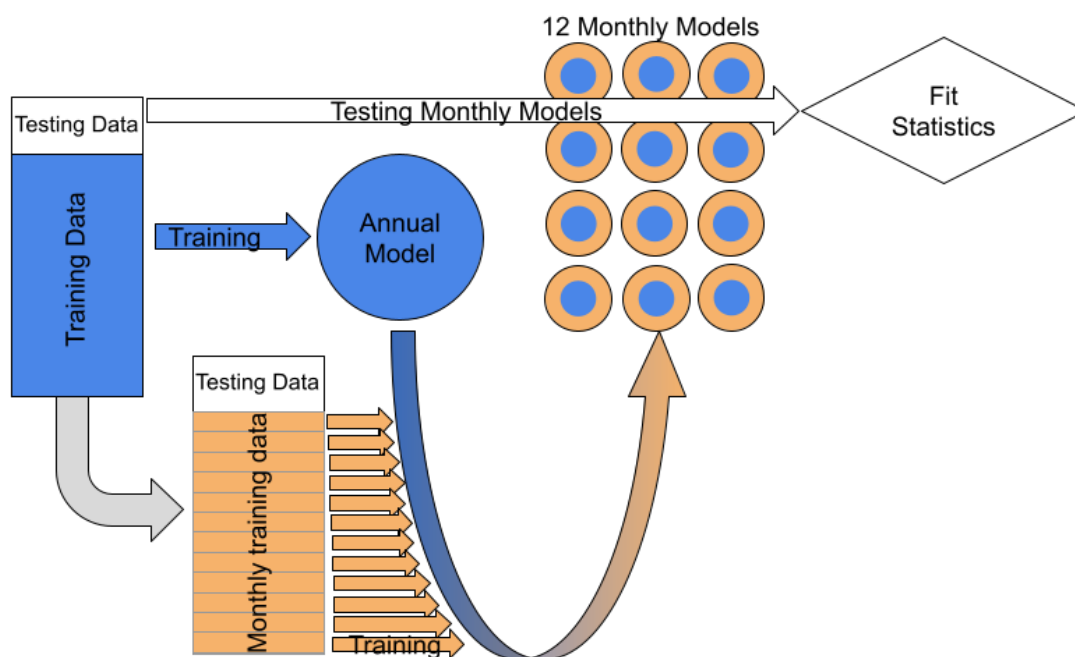 12 Monthly Models
Testing Data
Testing Monthly Models
Fit
Statistics
Training Data
Training
Annual
Model
Testing Data
Monthly training data
Training